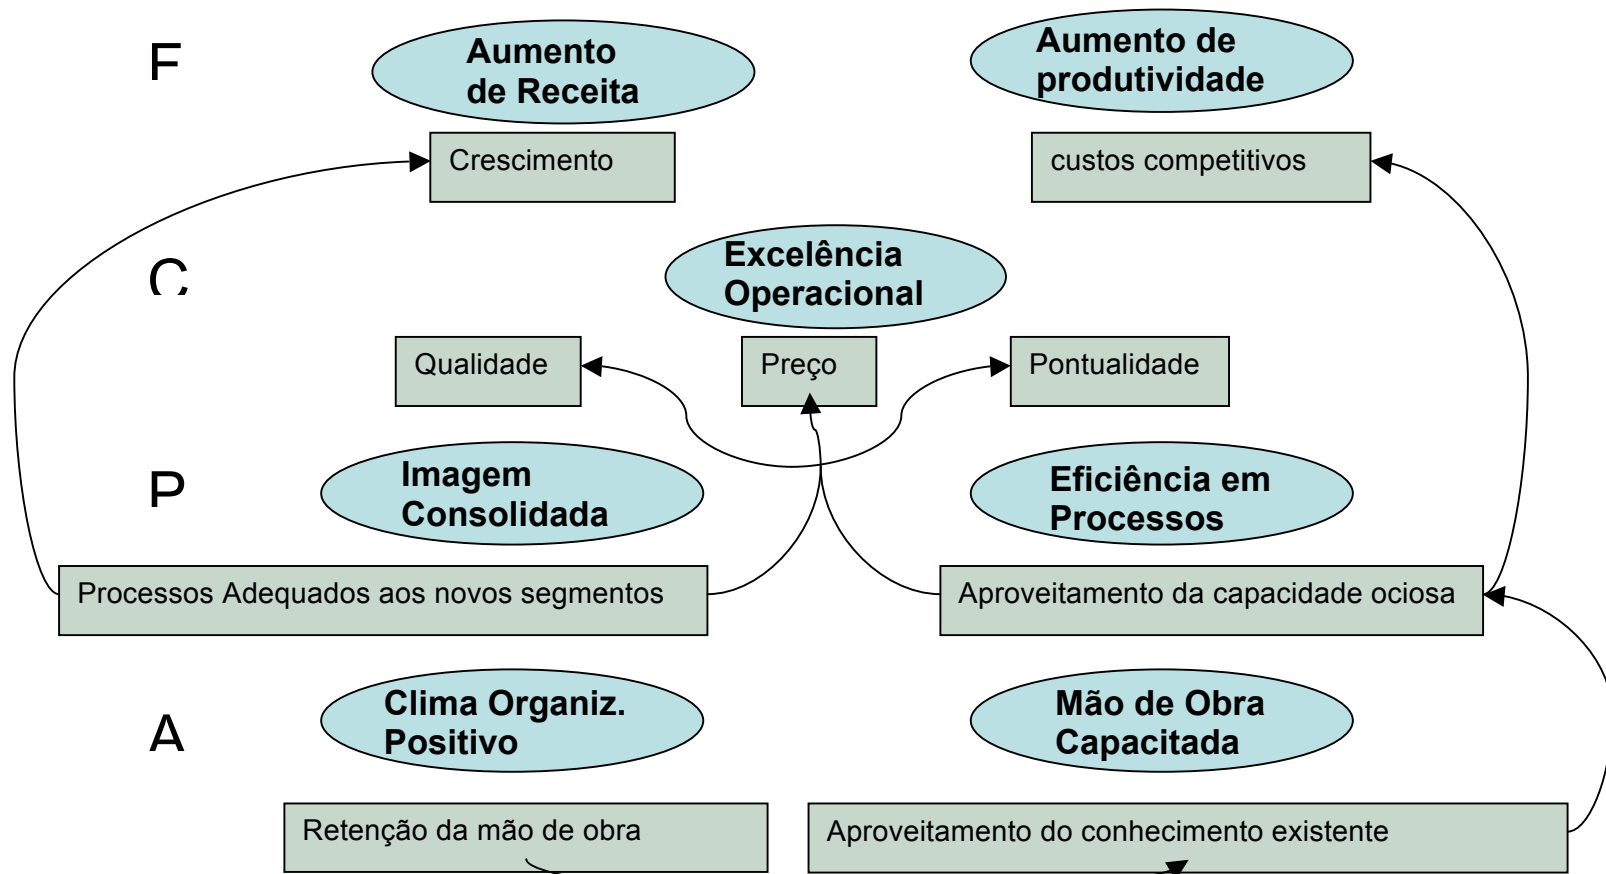 F
Aumento
de Receita
Aumento de
produtividade
Crescimento
custos competitivos
C
Excelência
Operacional
Qualidade
Preço
Pontualidade
P
Imagem
Consolidada
Eficiência em
Processos
Processos Adequados aos novos segmentos
Aproveitamento da capacidade ociosa
A
Clima Organiz.
Positivo
Mão de Obra
Capacitada
Retenção da mão de obra
Aproveitamento do conhecimento existente